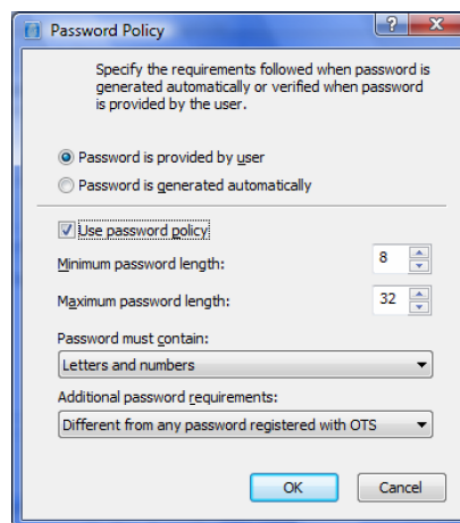 Password Policy
Specify the requirements followed when password is
generated automatically or verified when password
is provided by the user.
Password is provided by user
Password is generated automatically
Use password policy
Minimum password length:
8
Maximum password length:
32
Password must contain:
Letters and numbers
Additional password requirements:
Different from any password registered with OTS
OK
Cancel